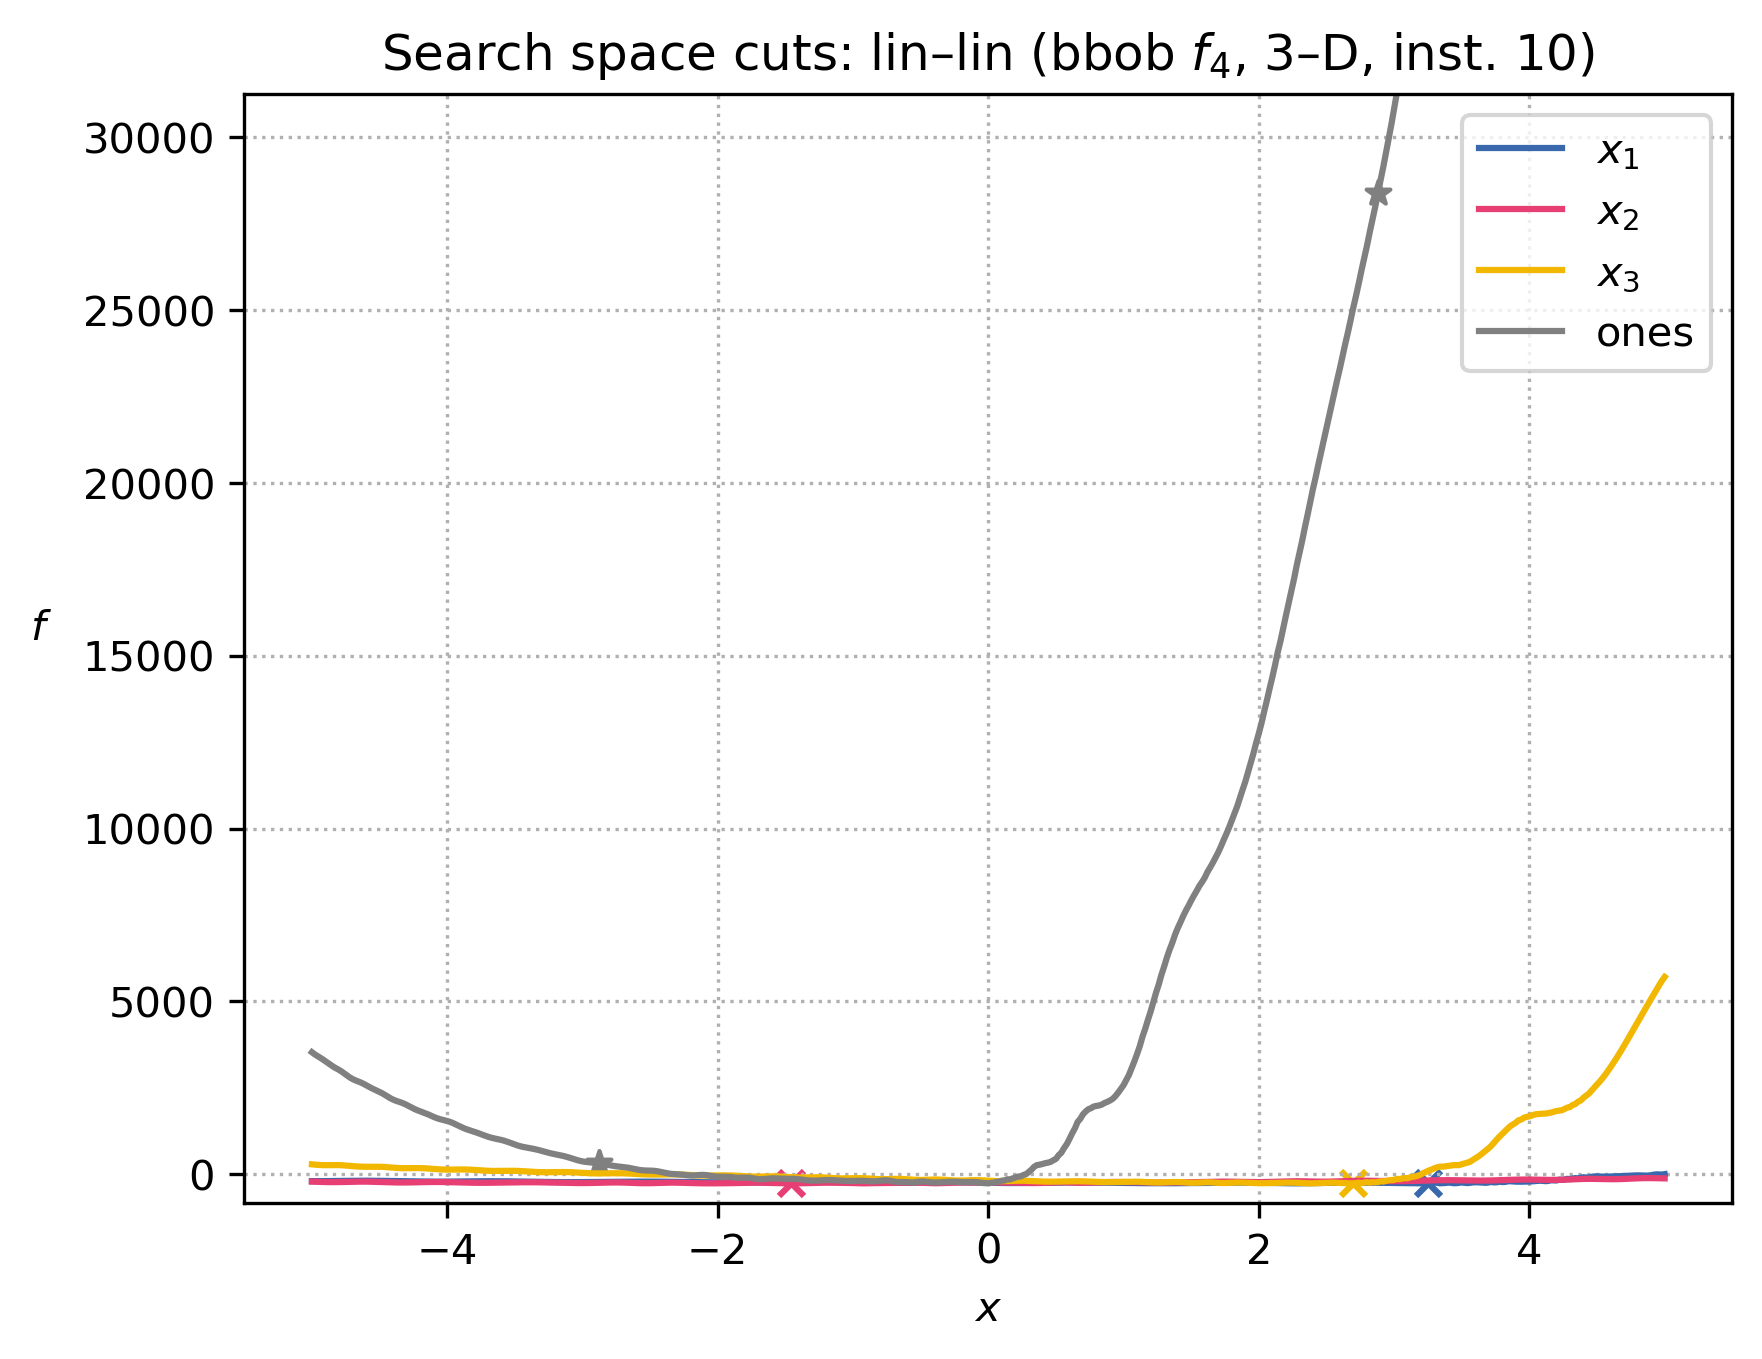 Search space cuts: lin–lin (bbob f₄, 3–D, inst. 10)
30000
25000
20000
15000
10000
5000
0
f
−4
−2
0
2
4
x
x₁
x₂
x₃
ones